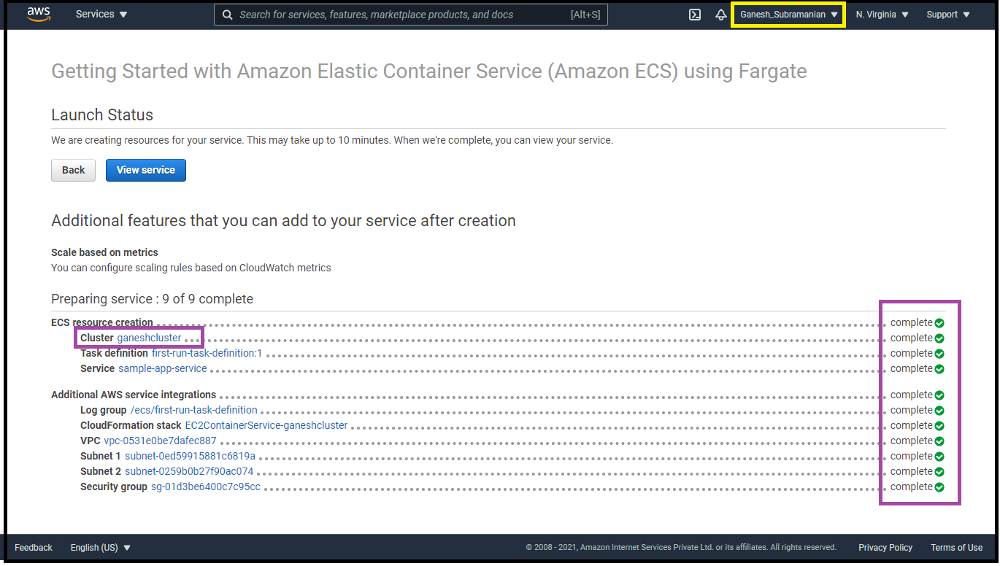 aws Services Search for services, features, marketplace products, and docs [Alt+S] Ganesh_Subramanian N. Virginia Support
Getting Started with Amazon Elastic Container Service (Amazon ECS) using Fargate
Launch Status
We are creating resources for your service. This may take up to 10 minutes. When we're complete, you can view your service.
Back View service
Additional features that you can add to your service after creation
Scale based on metrics
You can configure scaling rules based on CloudWatch metrics
Preparing service : 9 of 9 complete
ECS resource creation complete
Cluster ganeshcluster complete
Task definition first-run-task-definition:1 complete
Service sample-app-service complete
Additional AWS service integrations complete
Log group /ecs/first-run-task-definition complete
CloudFormation stack EC2ContainerService-ganeshcluster complete
VPC vpc-0531e0be7dafec887 complete
Subnet 1 subnet-0ed59915881c6819a complete
Subnet 2 subnet-0259b0b27f90ac074 complete
Security group sg-01d3be6400c7c95cc complete
Feedback English (US) © 2008 - 2021, Amazon Internet Services Private Ltd. or its affiliates. All rights reserved. Privacy Policy Terms of Use